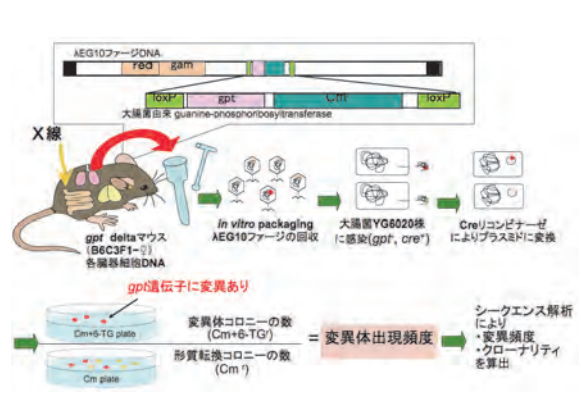 λEG10ファージDNA
red gam
loxP gpt Cm loxP
大腸菌由来 guanine-phosphoribosyltransferase
X線
gpt deltaマウス
(B6C3F1-♀)
各臓器細胞DNA
in vitro packaging
λEG10ファージの回収
大腸菌YG6020株
に感染(gpt-, cre+)
Creリコンビナーゼ
によりプラスミドに変換
gpt遺伝子に変異あり
Cm+6-TG plate
変異体コロニーの数
(Cm+6-TGr)
Cm plate
形質転換コロニーの数
(Cm r)
= 変異体出現頻度
シークエンス解析
により
・変異頻度
・クローナリティ
を算出